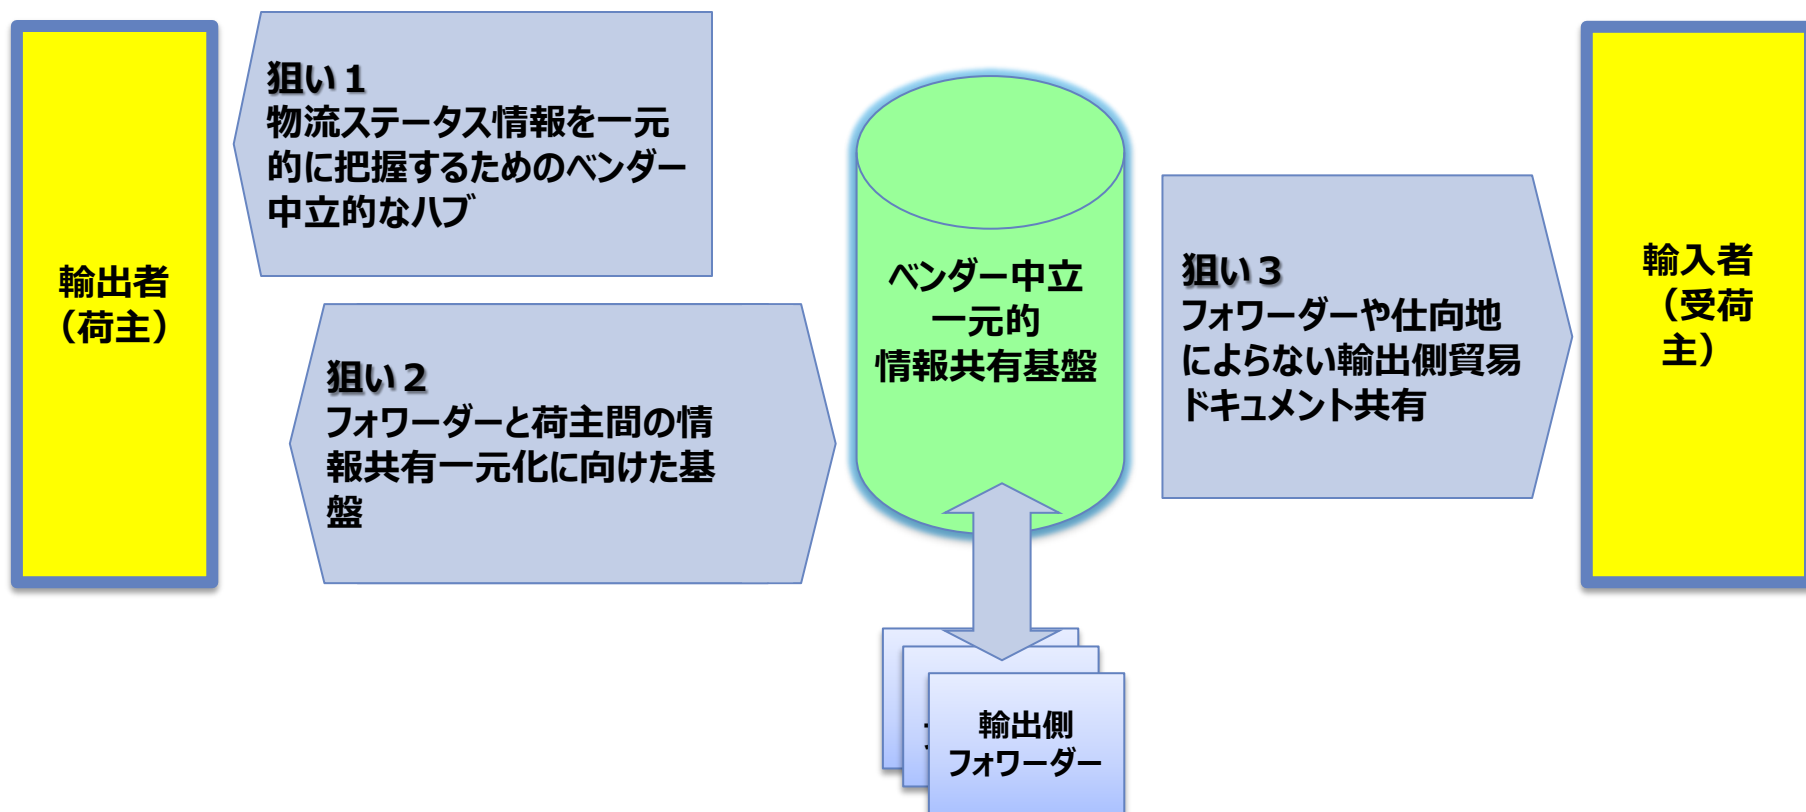 輸出者
（荷主）
狙い１
物流ステータス情報を一元
的に把握するためのベンダー
中立的なハブ
狙い２
フォワーダーと荷主間の情
報共有一元化に向けた基
盤
ベンダー中立
一元的
情報共有基盤
狙い３
フォワーダーや仕向地
によらない輸出側貿易
ドキュメント共有
輸入者
（受荷
主）
輸出側
フォワーダー